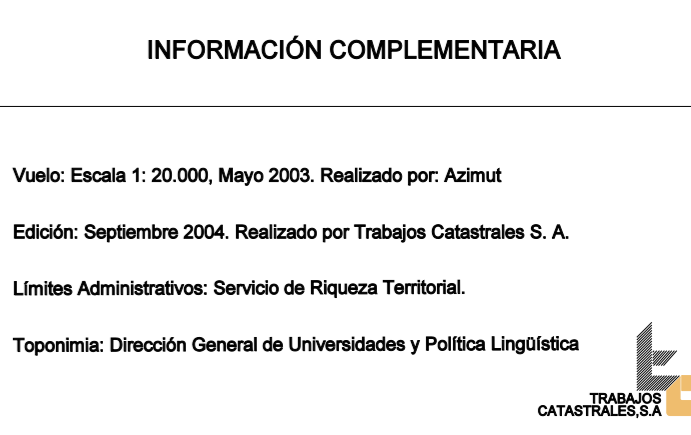 INFORMACIÓN COMPLEMENTARIA
Vuelo: Escala 1: 20.000, Mayo 2003. Realizado por: Azimut
Edición: Septiembre 2004. Realizado por Trabajos Catastrales S. A.
Límites Administrativos: Servicio de Riqueza Territorial.
Toponimia: Dirección General de Universidades y Política Lingüística
TRABAJOS
CATASTRALES,S.A